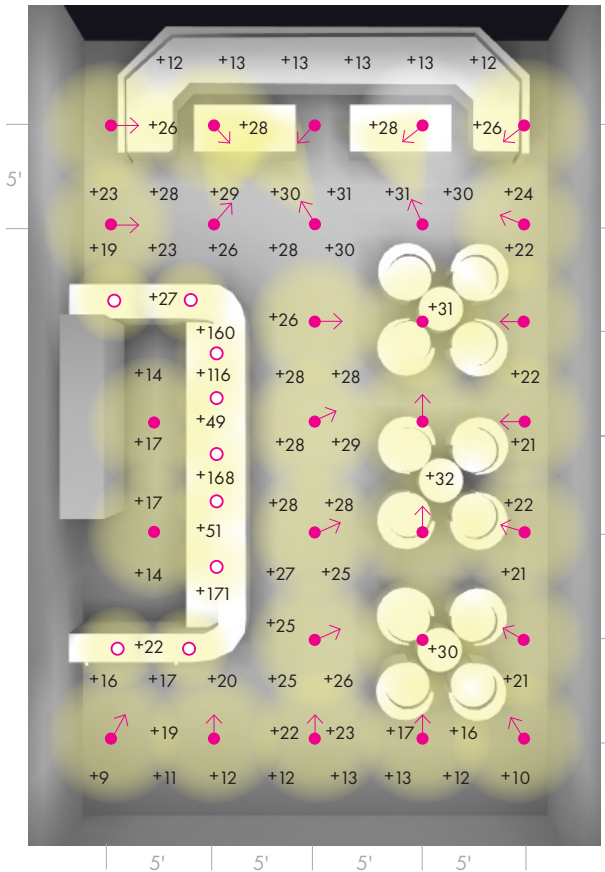 +12 +13 +13 +13 +13 +12
+26 +28 +28 +26
5'
+23 +28 +29 +30 +31 +31 +30 +24
+19 +23 +26 +28 +30 +22
+27
+26 +31
+160
+14 +116 +28 +28 +22
+49
+17 +28 +29 +21
+168 +32
+17 +28 +28 +22
+51
+14 +27 +25 +21
+171
+25
+22 +30
+16 +17 +20 +25 +26 +21
+19 +22 +23 +17 +16
+9 +11 +12 +12 +13 +13 +12 +10
5' 5' 5' 5'